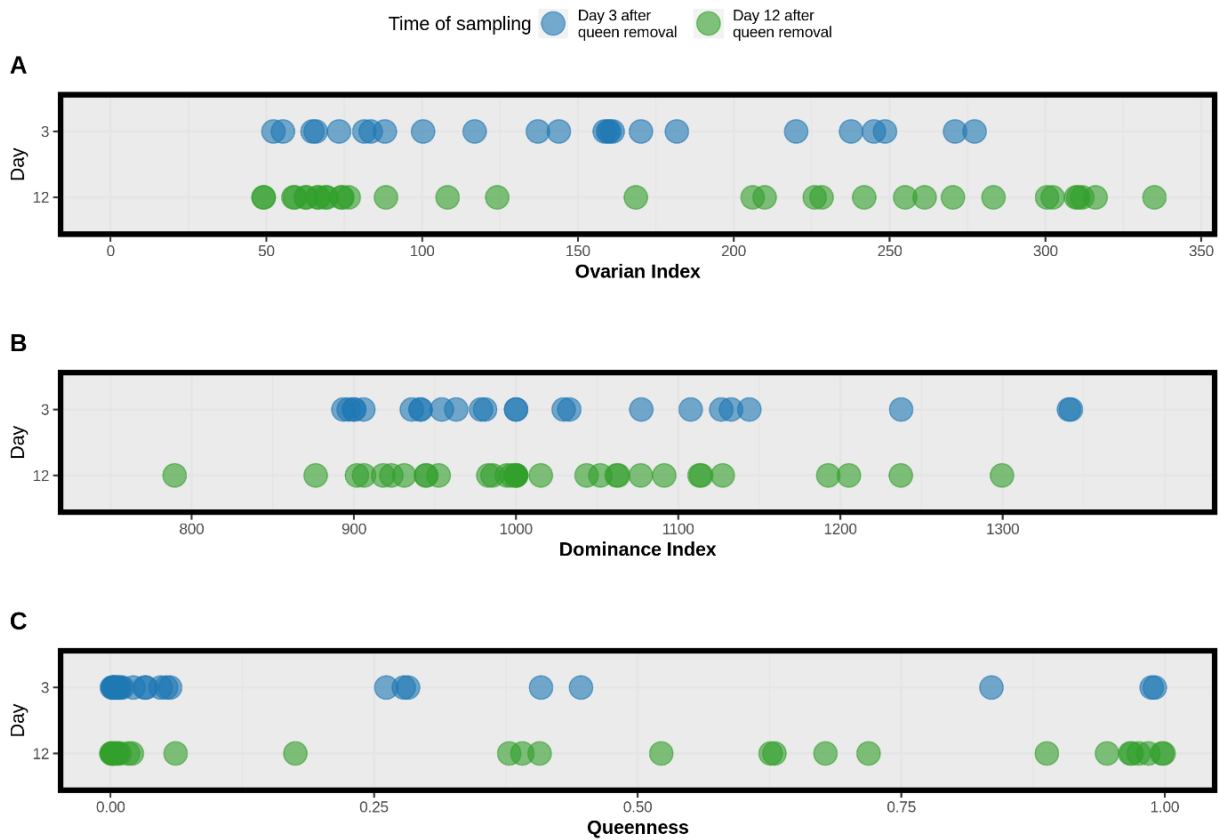 Time of sampling
Day 3 after
queen removal
Day 12 after
queen removal
A
Day
3
12
0 50 100 150 200 250 300 350
Ovarian Index
B
Day
3
12
800 900 1000 1100 1200 1300
Dominance Index
C
Day
3
12
0.00 0.25 0.50 0.75 1.00
Queenness